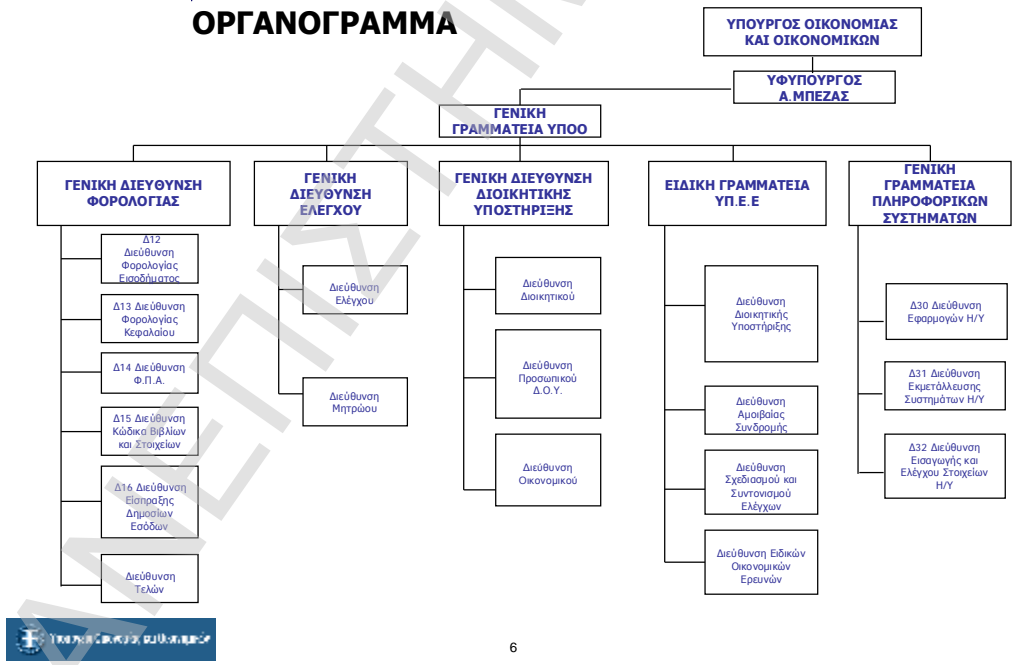 ΟΡΓΑΝΟΓΡΑΜΜΑ
ΥΠΟΥΡΓΟΣ ΟΙΚΟΝΟΜΙΑΣ
ΚΑΙ ΟΙΚΟΝΟΜΙΚΩΝ
ΥΦΥΠΟΥΡΓΟΣ
Α.ΜΠΕΖΑΣ
ΓΕΝΙΚΗ
ΓΡΑΜΜΑΤΕΙΑ ΥΠΟΟ
ΓΕΝΙΚΗ ΔΙΕΥΘΥΝΣΗ
ΦΟΡΟΛΟΓΙΑΣ
Δ12
Διεύθυνση
Φορολογίας
Εισοδήματος
Δ13 Διεύθυνση
Φορολογίας
Κεφαλαίου
Δ14 Διεύθυνση
Φ.Π.Α.
Δ15 Διεύθυνση
Κώδικα Βιβλίων
και Στοιχείων
Δ16 Διεύθυνση
Είσπραξης
Δημοσίων
Εσόδων
Διεύθυνση
Τελών
ΓΕΝΙΚΗ
ΔΙΕΥΘΥΝΣΗ
ΕΛΕΓΧΟΥ
Διεύθυνση
Ελέγχου
Διεύθυνση
Μητρώου
ΓΕΝΙΚΗ ΔΙΕΥΘΥΝΣΗ
ΔΙΟΙΚΗΤΙΚΗΣ
ΥΠΟΣΤΗΡΙΞΗΣ
Διεύθυνση
Διοικητικού
Διεύθυνση
Προσωπικού
Δ.Ο.Υ.
Διεύθυνση
Οικονομικού
ΕΙΔΙΚΗ ΓΡΑΜΜΑΤΕΙΑ
ΥΠ.Ε.Ε
Διεύθυνση
Διοικητικής
Υποστήριξης
Διεύθυνση
Αμοιβαίας
Συνδρομής
Διεύθυνση
Σχεδιασμού και
Συντονισμού
Ελέγχων
Διεύθυνση Ειδικών
Οικονομικών
Ερευνών
ΓΕΝΙΚΗ
ΓΡΑΜΜΑΤΕΙΑ
ΠΛΗΡΟΦΟΡΙΚΩΝ
ΣΥΣΤΗΜΑΤΩΝ
Δ30 Διεύθυνση
Εφαρμογών Η/Υ
Δ31 Διεύθυνση
Εκμετάλλευσης
Συστημάτων Η/Υ
Δ32 Διεύθυνση
Εισαγωγής και
Ελέγχου Στοιχείων
Η/Υ
6